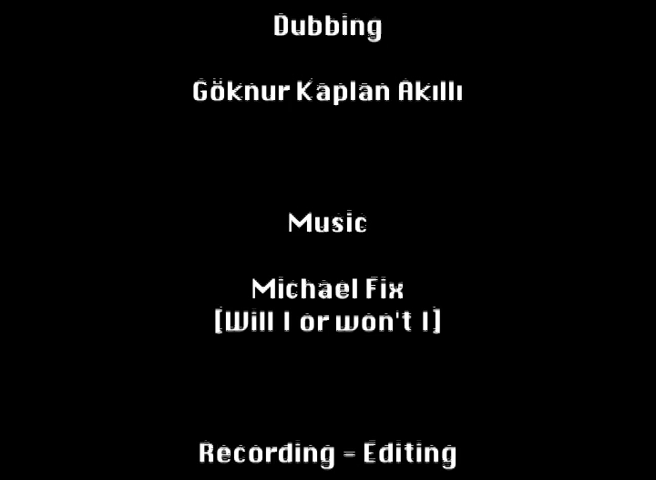 Dubbing
Göknur Kaplan Akıllı
Music
Michael Fix
[Will I or won't I]
Recording - Editing